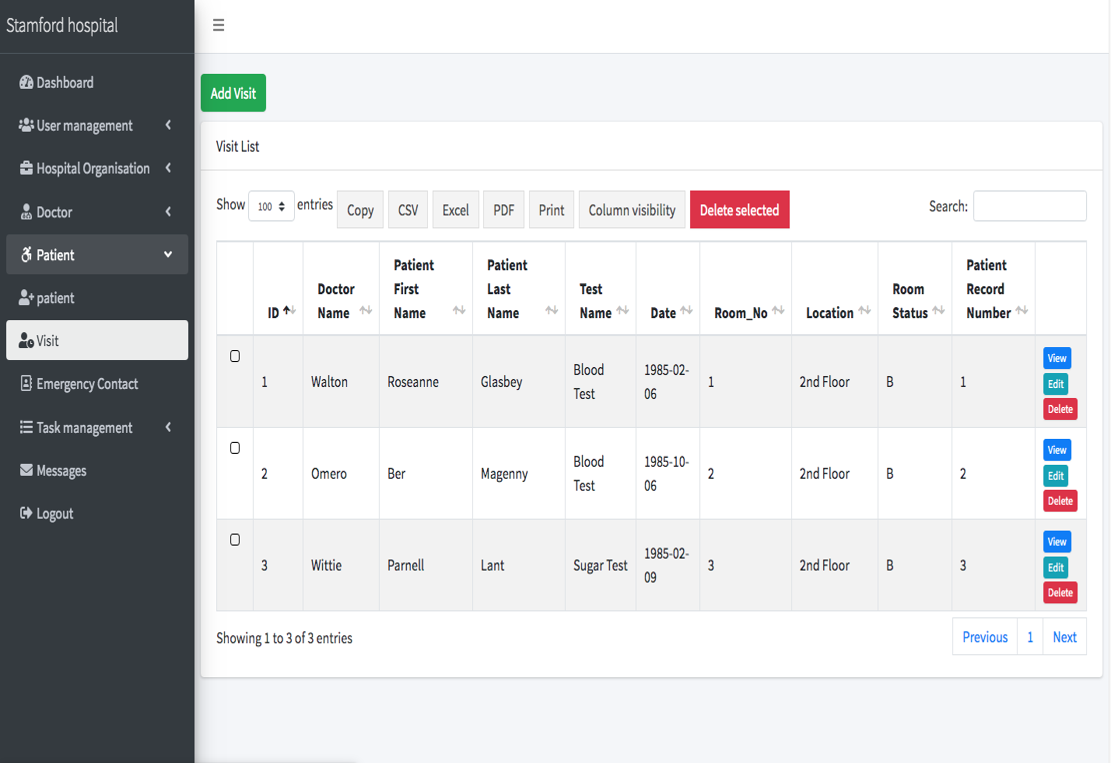 Stamford hospital
☰
Dashboard
User management
Hospital Organisation
Doctor
Patient
patient
Visit
Emergency Contact
Task management
Messages
Logout
Add Visit
Visit List
Show 100 entries Copy CSV Excel PDF Print Column visibility Delete selected Search:
ID Doctor Name Patient First Name Patient Last Name Test Name Date Room_No Location Room Status Patient Record Number
1 Walton Roseanne Glasbey Blood Test 1985-02-06 1 2nd Floor B 1 View Edit Delete
2 Omero Ber Magenny Blood Test 1985-10-06 2 2nd Floor B 2 View Edit Delete
3 Wittie Parnell Lant Sugar Test 1985-02-09 3 2nd Floor B 3 View Edit Delete
Showing 1 to 3 of 3 entries Previous 1 Next